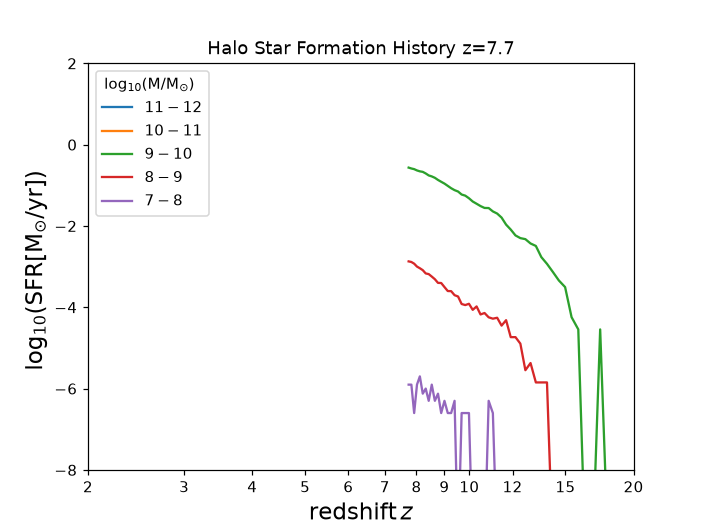 Halo Star Formation History z=7.7
log₁₀(M/M⊙)
11 − 12
10 − 11
9 − 10
8 − 9
7 − 8
log₁₀(SFR[M⊙/yr])
2
0
−2
−4
−6
−8
2 3 4 5 6 7 8 9 10 12 15 20
redshift z